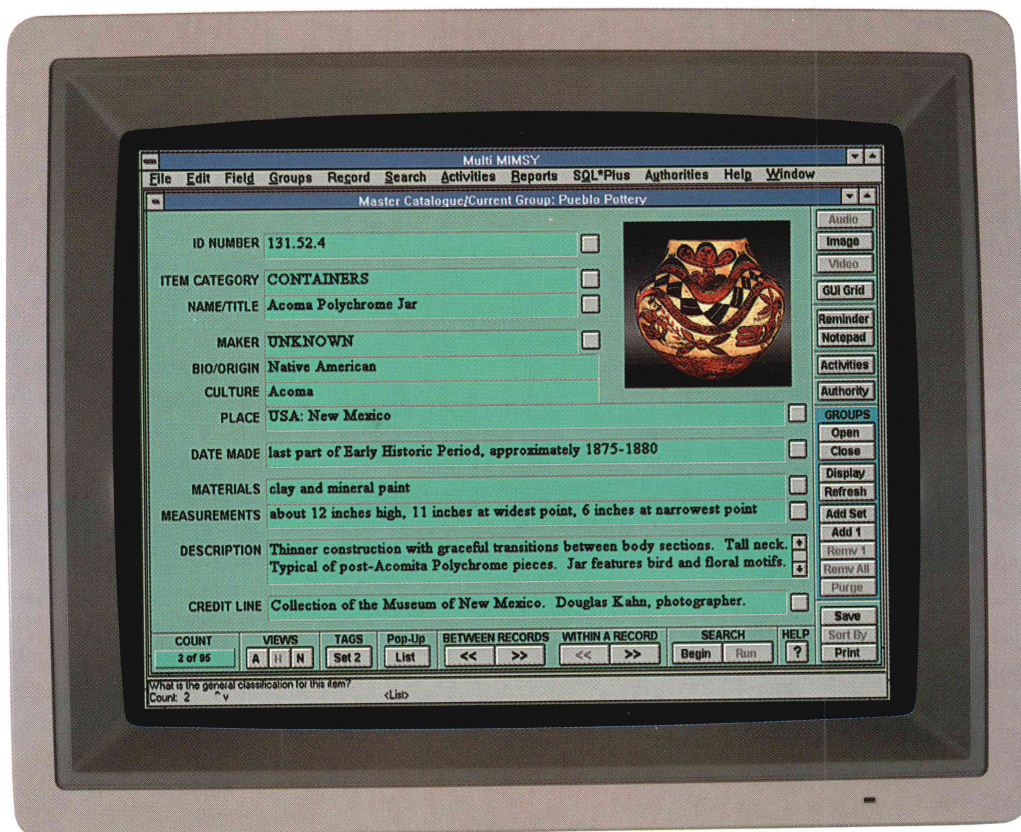 Multi MIMSY
File Edit Field Groups Record Search Activities Reports SQL*Plus Authorities Help Window
Master Catalogue/Current Group: Pueblo Pottery
ID NUMBER 131.52.4
ITEM CATEGORY CONTAINERS
NAME/TITLE Acoma Polychrome Jar
MAKER UNKNOWN
BIO/ORIGIN Native American
CULTURE Acoma
PLACE USA: New Mexico
DATE MADE last part of Early Historic Period, approximately 1875-1880
MATERIALS clay and mineral paint
MEASUREMENTS about 12 inches high, 11 inches at widest point, 6 inches at narrowest point
DESCRIPTION Thinner construction with graceful transitions between body sections. Tall neck.
Typical of post-Acomita Polychrome pieces. Jar features bird and floral motifs.
CREDIT LINE Collection of the Museum of New Mexico. Douglas Kahn, photographer.
Audio
Image
Video
GUI Grid
Reminder
Notepad
Activities
Authority
GROUPS
Open
Close
Display
Refresh
Add Set
Add 1
Remv 1
Remv All
Purge
Save
Sort By
Print
COUNT VIEWS TAGS Pop-Up BETWEEN RECORDS WITHIN A RECORD SEARCH HELP
2 of 95 A H N Set 2 List << >> << >> Begin Run ?
What is the general classification for this item?
Count: 2 ^ v <List>